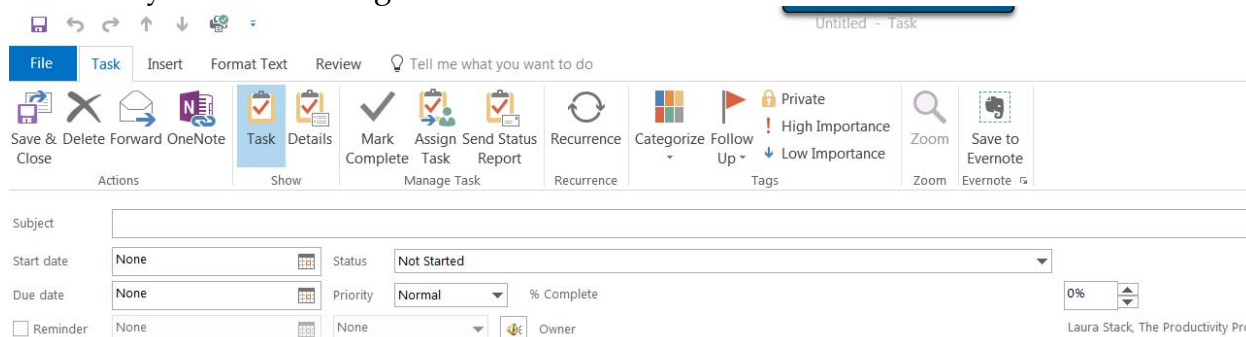 Untitled - Task
File Task Insert Format Text Review Tell me what you want to do
Save & Close Delete Forward OneNote Task Details Mark Complete Assign Task Send Status Report Recurrence Categorize Follow Up Private High Importance Low Importance Zoom Save to Evernote
Actions Show Manage Task Recurrence Tags Zoom Evernote
Subject
Start date None Status Not Started
Due date None Priority Normal % Complete 0%
Reminder None None Owner Laura Stack, The Productivity Pro